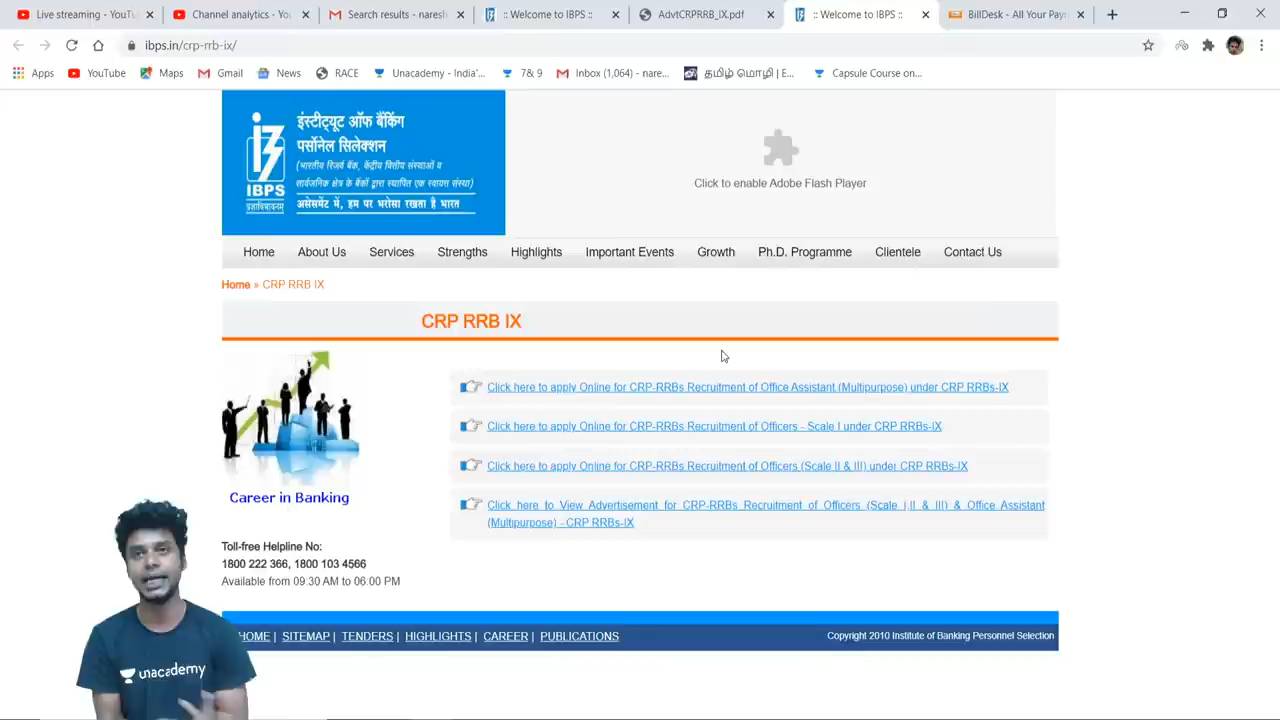 Live streaming - YouTu
Channel analytics - You
Search results - naresh
:: Welcome to IBPS ::
AdvtCRPRRB_IX.pdf
:: Welcome to IBPS ::
BillDesk - All Your Paym
ibps.in/crp-rrb-ix/
Apps
YouTube
Maps
Gmail
News
RACE
Unacademy - India'...
7& 9
Inbox (1,064) - nare...
தமிழ் மொழி | E...
Capsule Course on...
इंस्टीट्यूट ऑफ बैंकिंग
पर्सोनेल सिलेक्शन
(भारतीय रिजर्व बैंक, केंद्रीय वित्तीय संस्थाओं व
सार्वजनिक क्षेत्र के बैंकों द्वारा स्थापित एक स्वायत्त संस्था)
असेसमेंट में, हम पर भरोसा रखता है भारत
IBPS
Click to enable Adobe Flash Player
Home About Us Services Strengths Highlights Important Events Growth Ph.D. Programme Clientele Contact Us
Home » CRP RRB IX
CRP RRB IX
Click here to apply Online for CRP-RRBs Recruitment of Office Assistant (Multipurpose) under CRP RRBs-IX
Click here to apply Online for CRP-RRBs Recruitment of Officers - Scale I under CRP RRBs-IX
Click here to apply Online for CRP-RRBs Recruitment of Officers (Scale II & III) under CRP RRBs-IX
Click here to View Advertisement for CRP-RRBs Recruitment of Officers (Scale I,II & III) & Office Assistant
(Multipurpose) - CRP RRBs-IX
Career in Banking
Toll-free Helpline No:
1800 222 366, 1800 103 4566
Available from 09:30 AM to 06:00 PM
HOME | SITEMAP | TENDERS | HIGHLIGHTS | CAREER | PUBLICATIONS
Copyright 2010 Institute of Banking Personnel Selection
unacademy